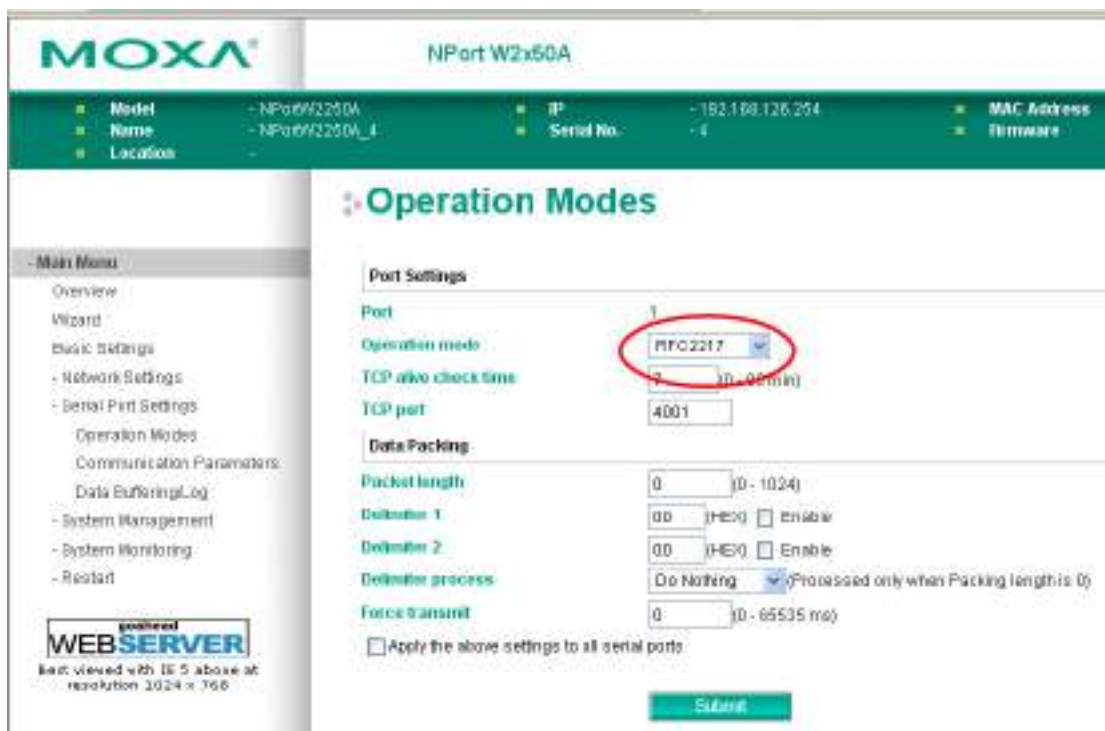 MOXA
NPort W2x50A
Model - NPortW2250A IP - 192.168.126.254 MAC Address
Name - NPortW2250A_4 Serial No. - 4 Firmware
Location -
Operation Modes
- Main Menu
Overview
Wizard
Basic Settings
- Network Settings
- Serial Port Settings
Operation Modes
Communication Parameters
Data Buffering/Log
- System Management
- System Monitoring
- Restart
goahead
WEBSERVER
Best viewed with IE 5 above at
resolution 1024 x 768
Port Settings
Port 1
Operation mode RFC2217
TCP alive check time 7 (0 - 99 min)
TCP port 4001
Data Packing
Packet length 0 (0 - 1024)
Delimiter 1 00 (HEX) Enable
Delimiter 2 00 (HEX) Enable
Delimiter process Do Nothing (Processed only when Packing length is 0)
Force transmit 0 (0 - 65535 ms)
Apply the above settings to all serial ports
Submit